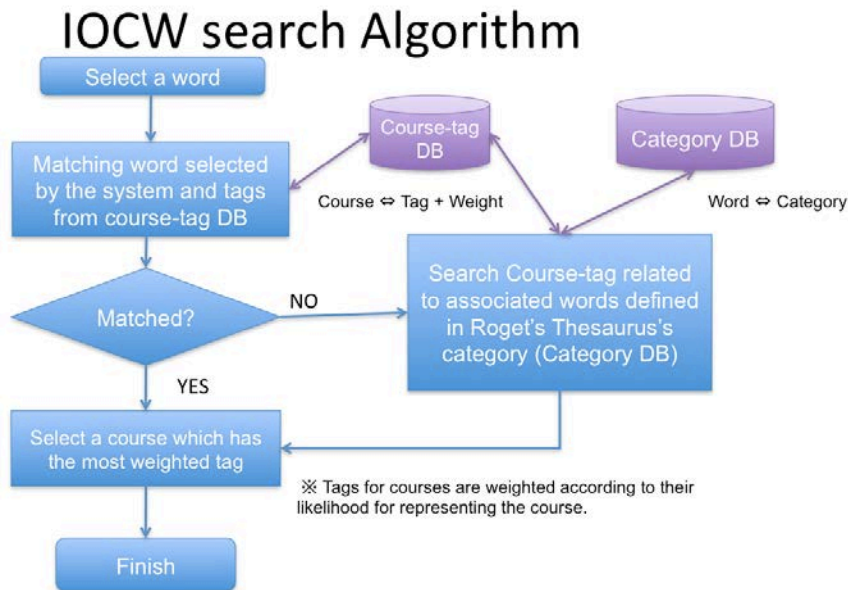 IOCW search Algorithm
Select a word
Course-tag
DB
Category DB
Matching word selected
by the system and tags
from course-tag DB
Course ⇔ Tag + Weight
Word ⇔ Category
Matched?
NO
Search Course-tag related
to associated words defined
in Roget's Thesaurus's
category (Category DB)
YES
Select a course which has
the most weighted tag
※ Tags for courses are weighted according to their
likelihood for representing the course.
Finish